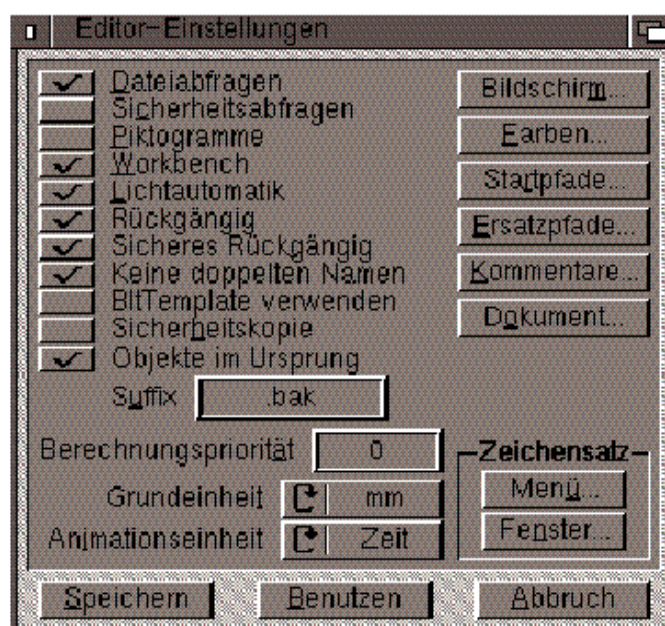 Editor-Einstellungen
Dateiabfragen
Sicherheitsabfragen
Piktogramme
Workbench
Lichtautomatik
Rückgängig
Sicheres Rückgängig
Keine doppelten Namen
BltTemplate verwenden
Sicherheitskopie
Objekte im Ursprung
Suffix .bak
Berechnungspriorität 0
Grundeinheit mm
Animationseinheit Zeit
Bildschirm...
Farben...
Startpfade...
Ersatzpfade...
Kommentare...
Dokument...
Zeichensatz
Menü...
Fenster...
Speichern Benutzen Abbruch